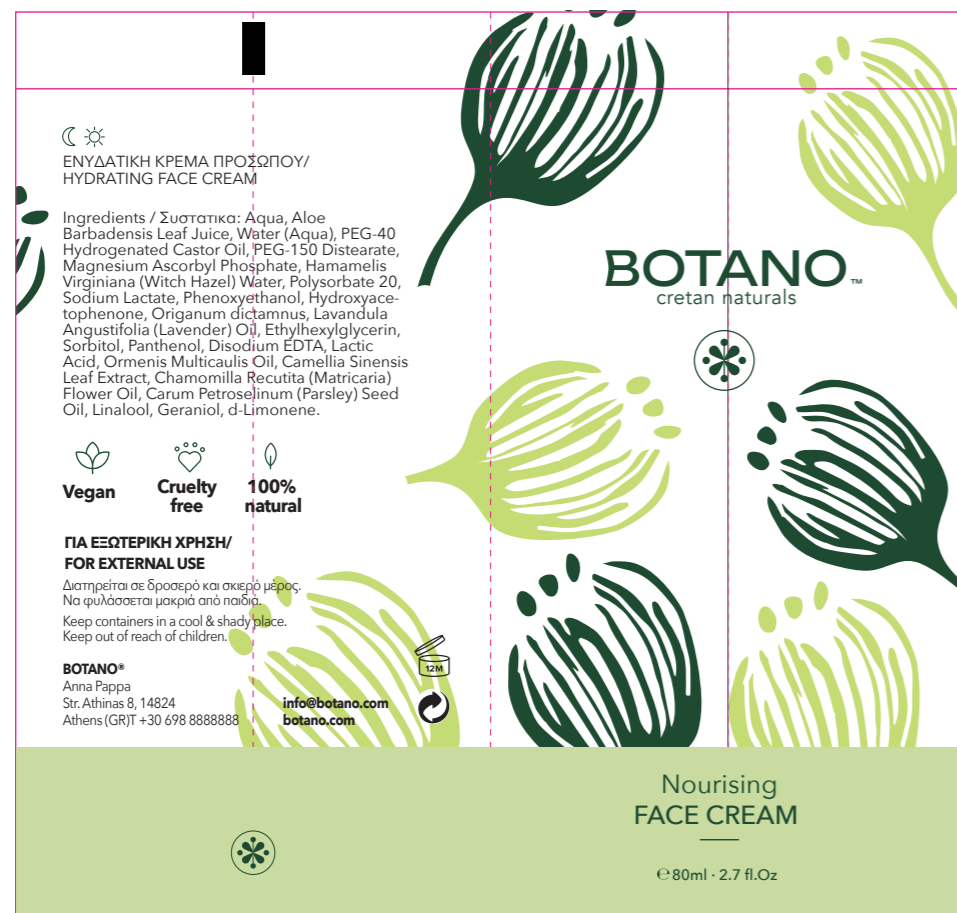 ΕΝΥΔΑΤΙΚΗ ΚΡΕΜΑ ΠΡΟΣΩΠΟΥ/
HYDRATING FACE CREAM
Ingredients / Συστατικα: Aqua, Aloe
Barbadensis Leaf Juice, Water (Aqua), PEG-40
Hydrogenated Castor Oil, PEG-150 Distearate,
Magnesium Ascorbyl Phosphate, Hamamelis
Virginiana (Witch Hazel) Water, Polysorbate 20,
Sodium Lactate, Phenoxyethanol, Hydroxyace-
tophenone, Origanum dictamnus, Lavandula
Angustifolia (Lavender) Oil, Ethylhexylglycerin,
Sorbitol, Panthenol, Disodium EDTA, Lactic
Acid, Ormenis Multicaulis Oil, Camellia Sinensis
Leaf Extract, Chamomilla Recutita (Matricaria)
Flower Oil, Carum Petroselinum (Parsley) Seed
Oil, Linalool, Geraniol, d-Limonene.
Vegan
Cruelty
free
100%
natural
ΓΙΑ ΕΞΩΤΕΡΙΚΗ ΧΡΗΣΗ/
FOR EXTERNAL USE
Διατηρείται σε δροσερό και σκιερό μέρος.
Να φυλάσσεται μακριά από παιδιά.
Keep containers in a cool & shady place.
Keep out of reach of children.
BOTANO®
Anna Pappa
Str. Athinas 8, 14824
Athens (GR)T +30 698 8888888
info@botano.com
botano.com
12M
BOTANO™
cretan naturals
Nourising
FACE CREAM
℮ 80ml · 2.7 fl.Oz